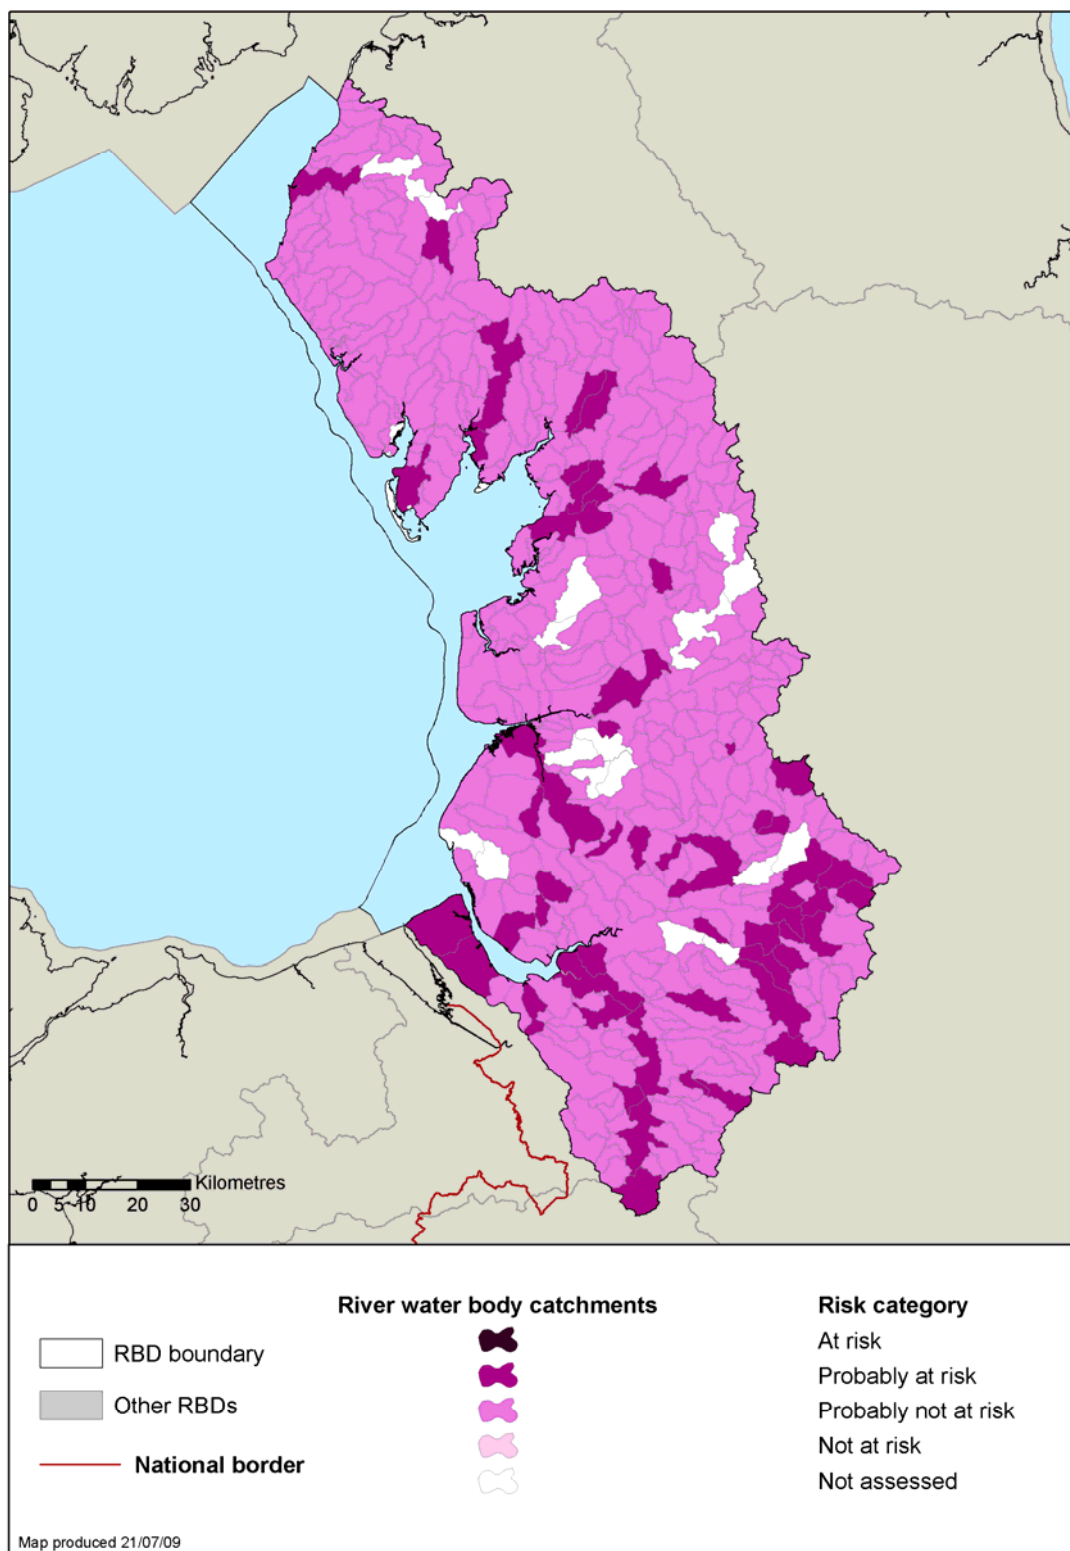 Kilometres
0 5 10 20 30
River water body catchments
Risk category
At risk
RBD boundary
Probably at risk
Other RBDs
Probably not at risk
Not at risk
National border
Not assessed
Map produced 21/07/09